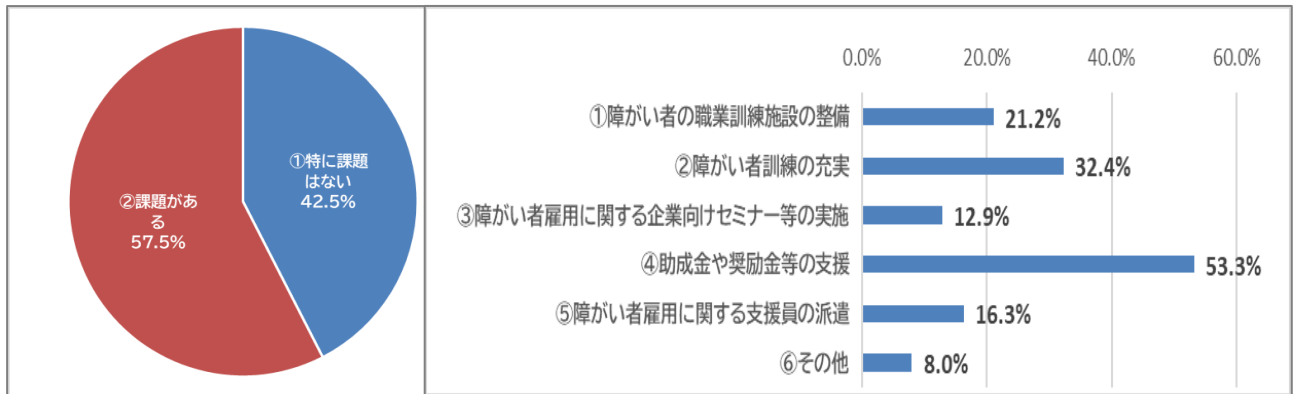 ①特に課題
はない
42.5%
②課題があ
る
57.5%
0.0% 20.0% 40.0% 60.0%
①障がい者の職業訓練施設の整備 21.2%
②障がい者訓練の充実 32.4%
③障がい者雇用に関する企業向けセミナー等の実施 12.9%
④助成金や奨励金等の支援 53.3%
⑤障がい者雇用に関する支援員の派遣 16.3%
⑥その他 8.0%